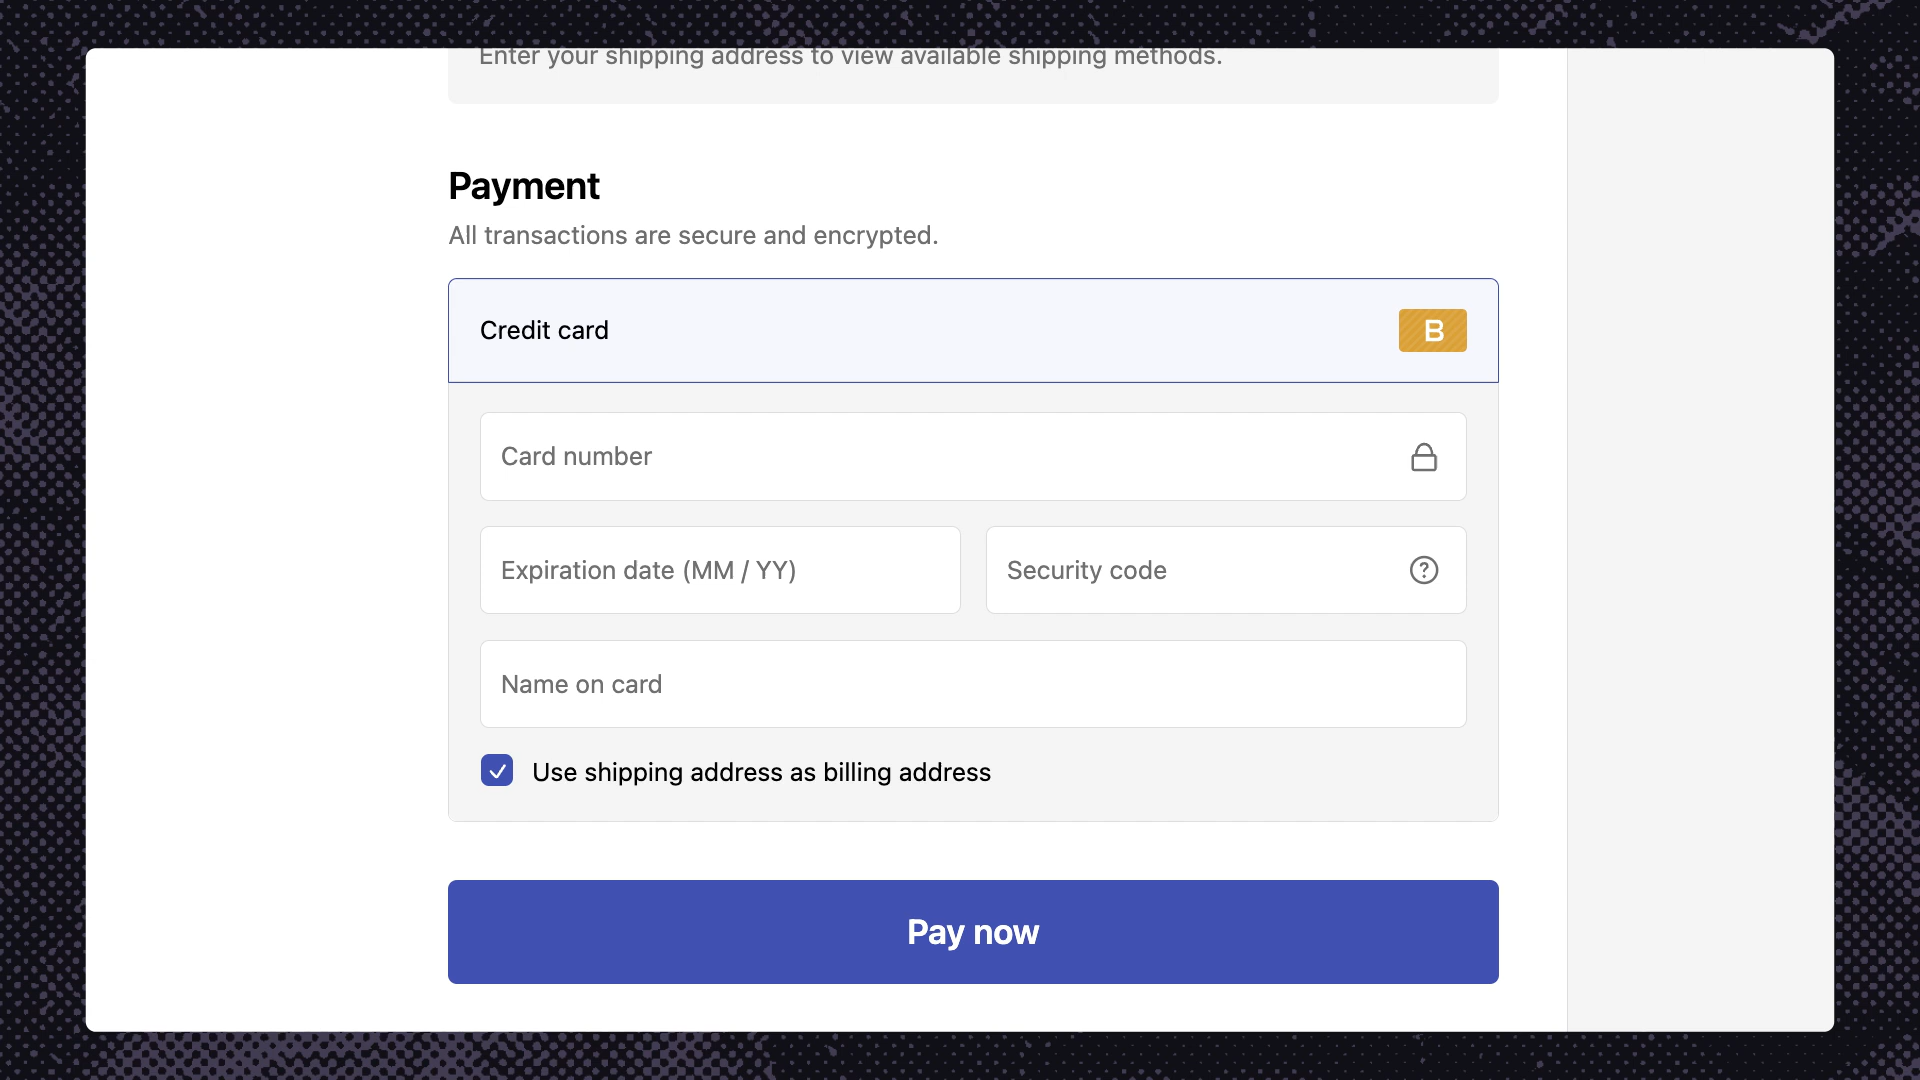 Enter your shipping address to view available shipping methods.
Payment
All transactions are secure and encrypted.
Credit card
B
Card number
Expiration date (MM / YY)
Security code
?
Name on card
Use shipping address as billing address
Pay now